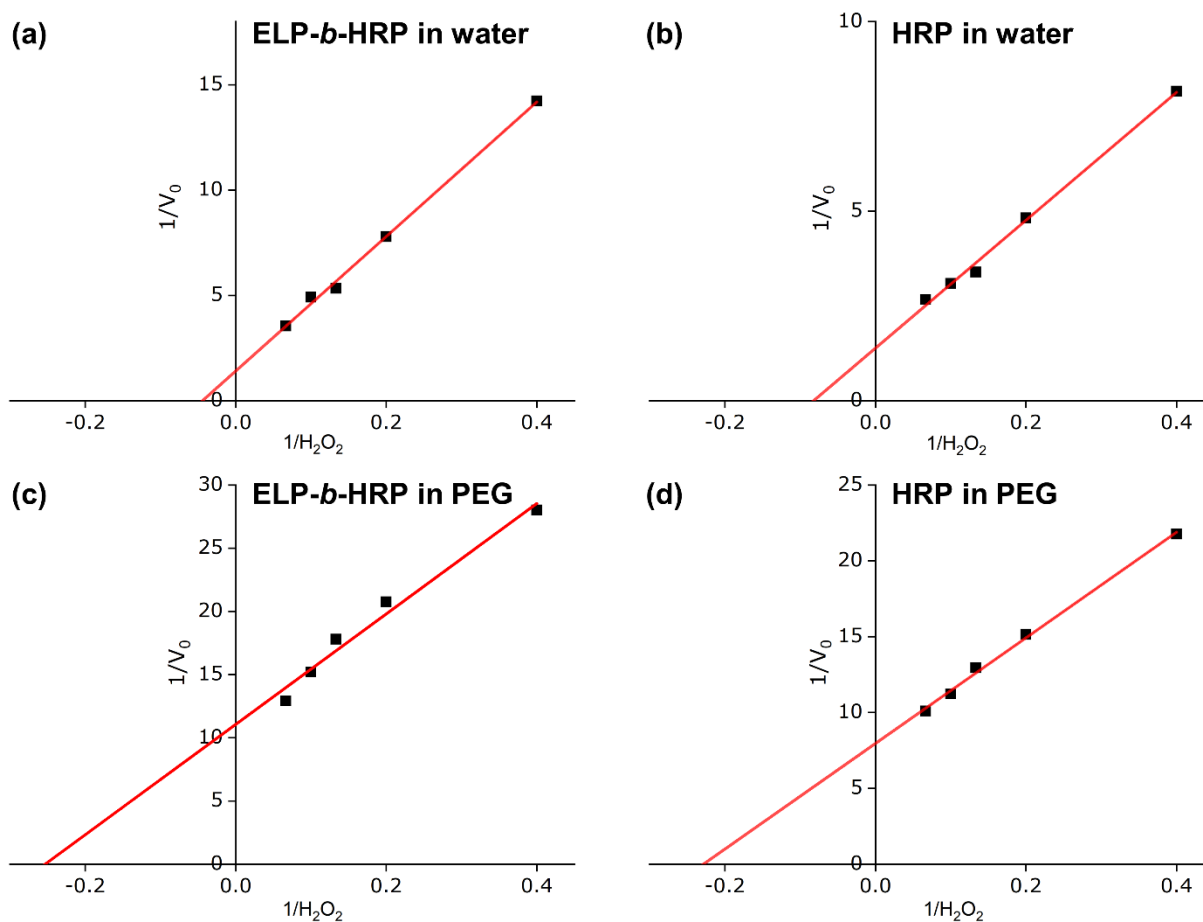 (a) ELP-b-HRP in water
15
10
5
0
1/V₀
-0.2 0.0 0.2 0.4
1/H₂O₂
(b) HRP in water
10
5
0
1/V₀
-0.2 0.0 0.2 0.4
1/H₂O₂
(c) ELP-b-HRP in PEG
30
25
20
15
10
5
0
1/V₀
-0.2 0.0 0.2 0.4
1/H₂O₂
(d) HRP in PEG
25
20
15
10
5
0
1/V₀
-0.2 0.0 0.2 0.4
1/H₂O₂